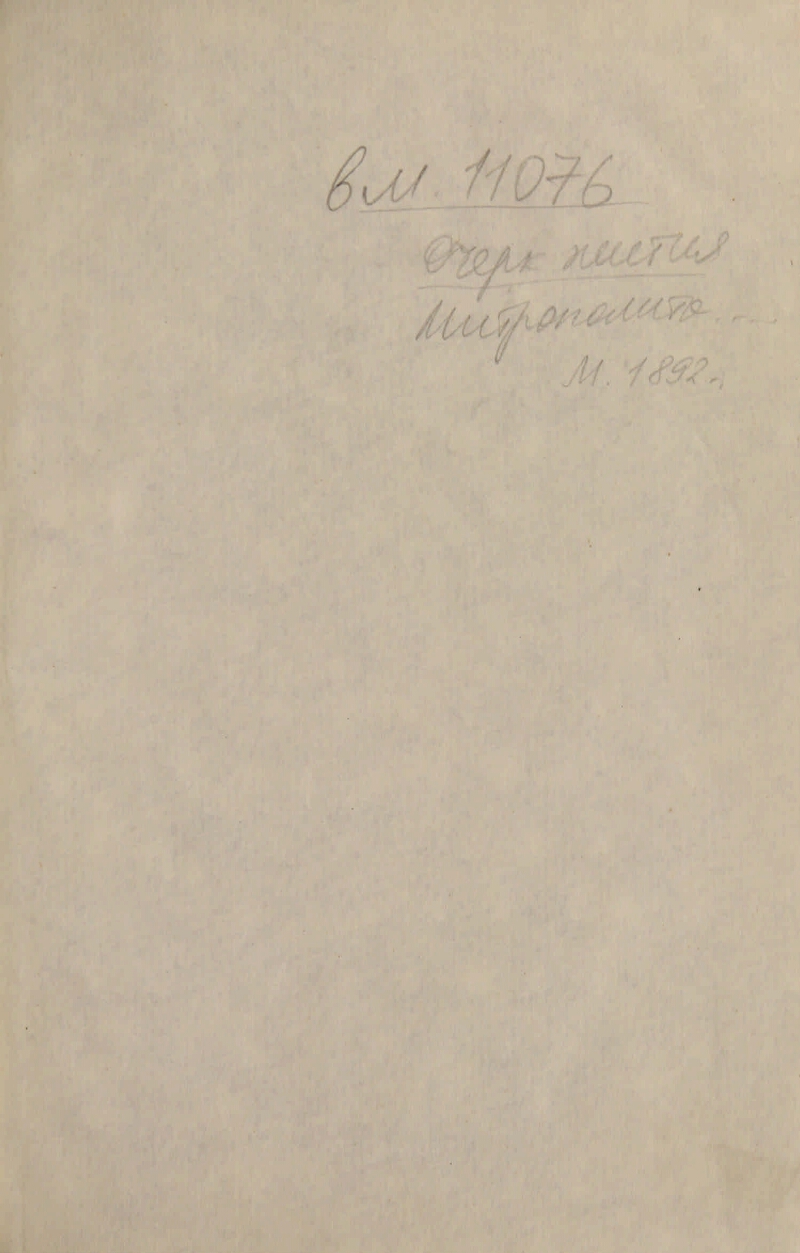 вм. 11076
Очерк жития
Митрополита...
М. 1892.